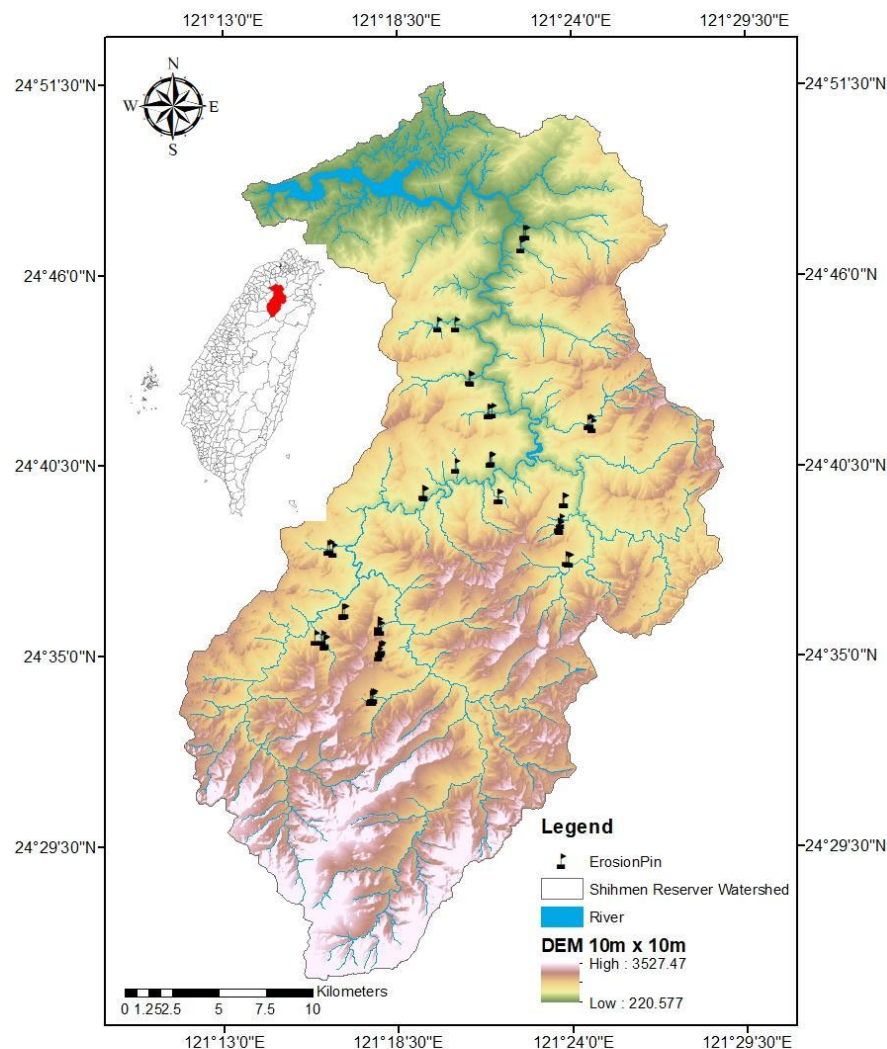 121°13'0"E 121°18'30"E 121°24'0"E 121°29'30"E
24°51'30"N 24°51'30"N
N
W E
S
24°46'0"N 24°46'0"N
24°40'30"N 24°40'30"N
24°35'0"N 24°35'0"N
24°29'30"N 24°29'30"N
Legend
ErosionPin
Shihmen Reserver Watershed
River
DEM 10m x 10m
High : 3527.47
Low : 220.577
Kilometers
0 1.252.5 5 7.5 10
121°13'0"E 121°18'30"E 121°24'0"E 121°29'30"E